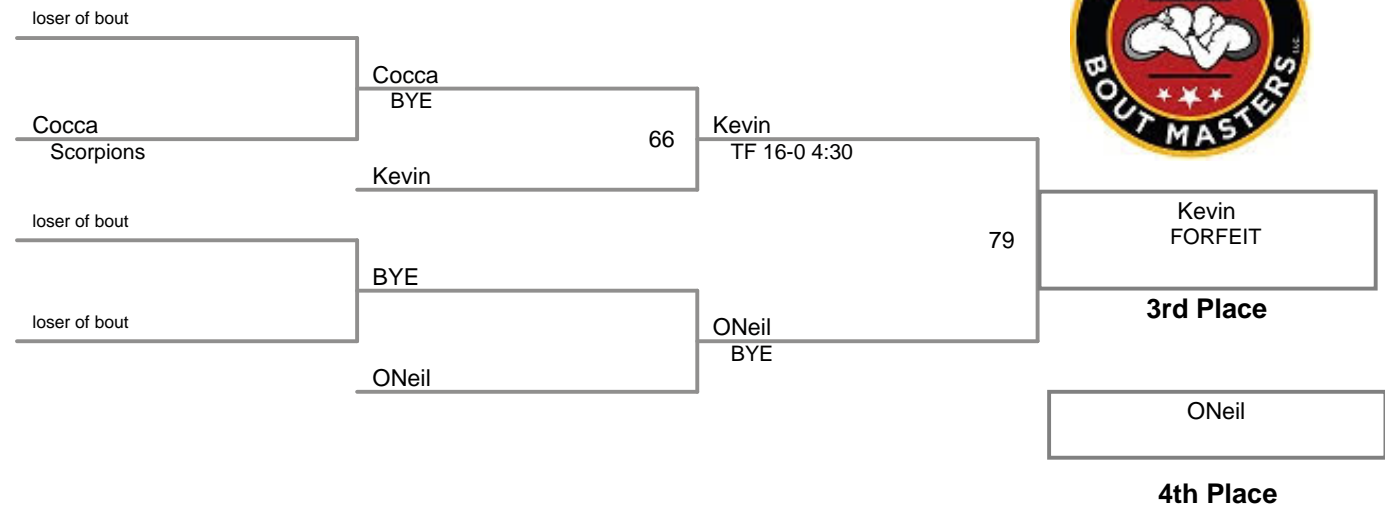 loser of bout
Cocca
BYE
Cocca
Scorpions
66
Kevin
TF 16-0 4:30
Kevin
loser of bout
79
Kevin
FORFEIT
BYE
3rd Place
loser of bout
ONeil
BYE
ONeil
ONeil
4th Place
BOUT MASTERS LLC.